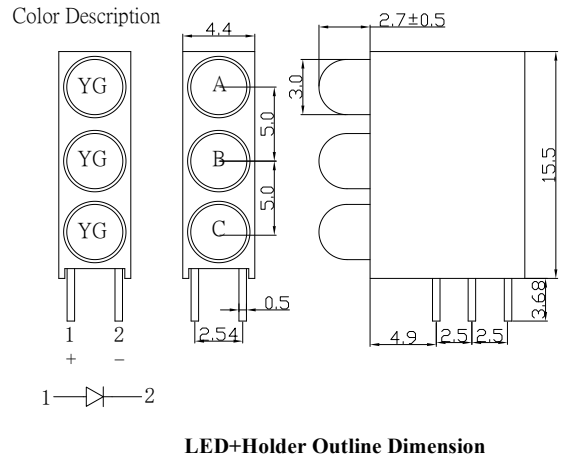 Color Description
4.4
2.7±0.5
YG
YG
YG
A
B
C
5.0
5.0
3.0
15.5
1
2
+
−
2.54
0.5
4.9
2.5
2.5
3.68
1
2
LED+Holder Outline Dimension